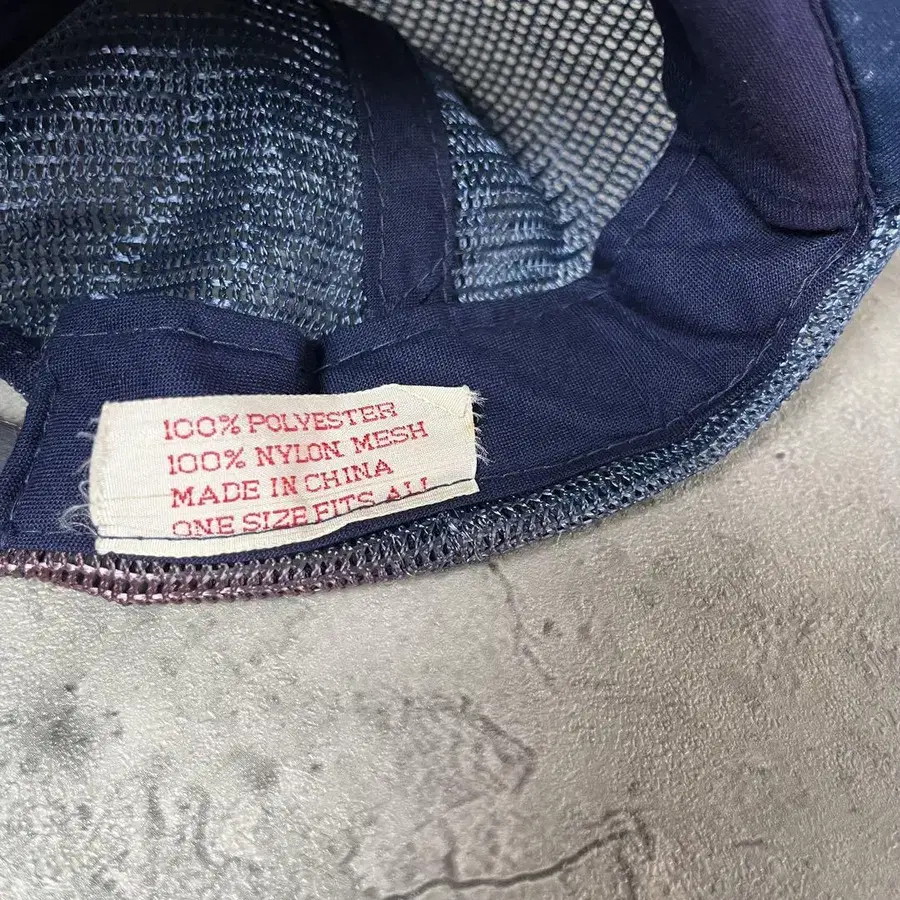 100% POLYESTER
100% NYLON MESH
MADE IN CHINA
ONE SIZE FITS ALL